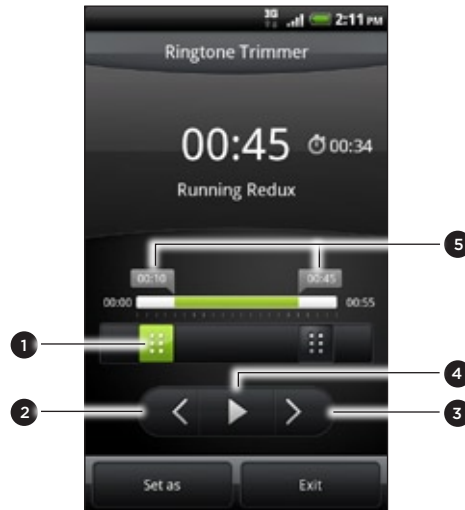 3G 2:11 PM
Ringtone Trimmer
00:45 00:34
Running Redux
5
00:10 00:45
00:00 00:55
1
4
2
3
Set as Exit